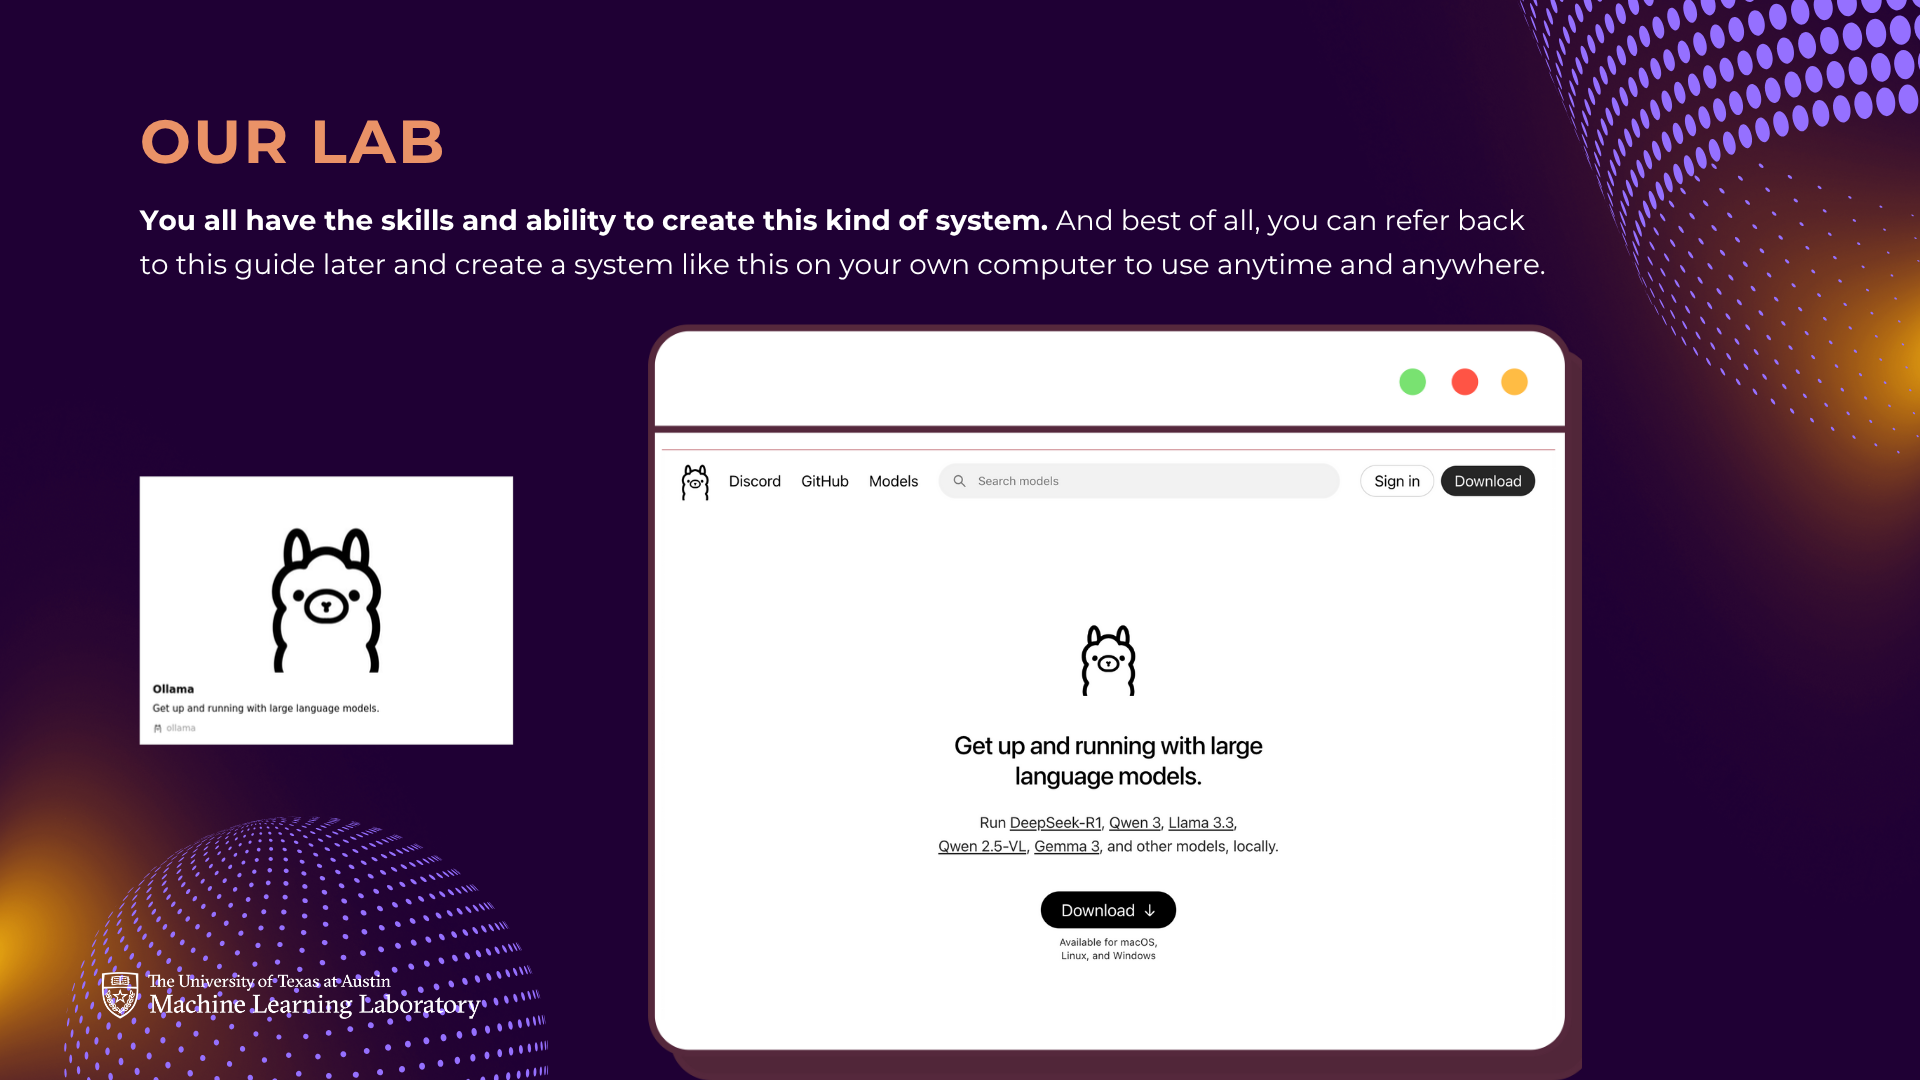 OUR LAB
You all have the skills and ability to create this kind of system. And best of all, you can refer back
to this guide later and create a system like this on your own computer to use anytime and anywhere.
Ollama
Get up and running with large language models.
ollama
Discord GitHub Models Search models Sign in Download
Get up and running with large
language models.
Run DeepSeek-R1, Qwen 3, Llama 3.3,
Qwen 2.5-VL, Gemma 3, and other models, locally.
Download ↓
Available for macOS,
Linux, and Windows
The University of Texas at Austin
Machine Learning Laboratory